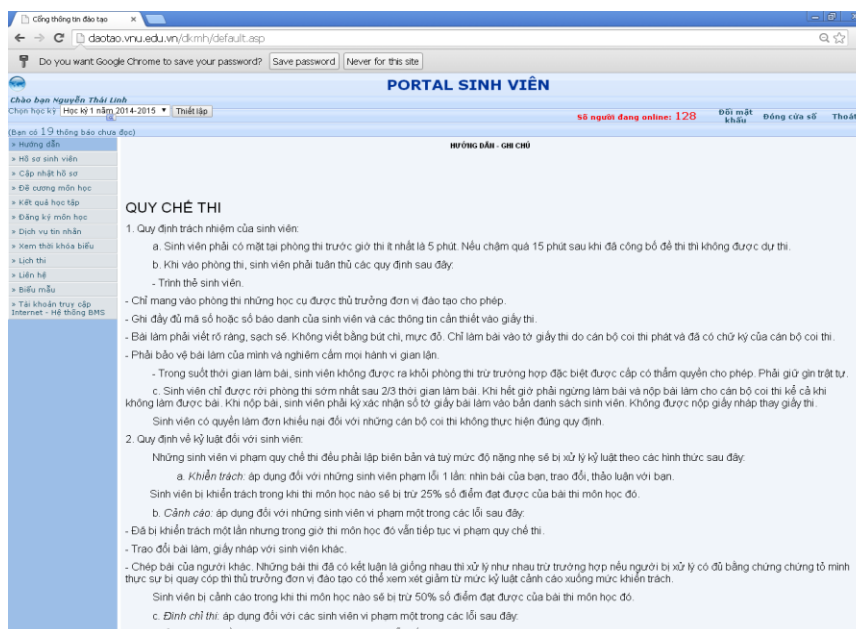 Cổng thông tin đào tạo
daotao.vnu.edu.vn/dkmh/default.asp
Do you want Google Chrome to save your password? Save password Never for this site
PORTAL SINH VIÊN
Chào bạn Nguyễn Thái Linh
Chọn học kỳ Học kỳ 1 năm 2014-2015 Thiết lập
Số người đang online: 128 Đổi mật khẩu Đóng cửa sổ Thoát
(Bạn có 19 thông báo chưa đọc)
» Hướng dẫn
» Hồ sơ sinh viên
» Cập nhật hồ sơ
» Đề cương môn học
» Kết quả học tập
» Đăng ký môn học
» Dịch vụ tin nhắn
» Xem thời khóa biểu
» Lịch thi
» Liên hệ
» Biểu mẫu
» Tài khoản truy cập
Internet - Hệ thống BMS
HƯỚNG DẪN - GHI CHÚ
QUY CHẾ THI
1. Quy định trách nhiệm của sinh viên:
a. Sinh viên phải có mặt tại phòng thi trước giờ thi ít nhất là 5 phút. Nếu chậm quá 15 phút sau khi đã công bố đề thi thì không được dự thi.
b. Khi vào phòng thi, sinh viên phải tuân thủ các quy định sau đây:
- Trình thẻ sinh viên.
- Chỉ mang vào phòng thi những học cụ được thủ trưởng đơn vị đào tạo cho phép.
- Ghi đầy đủ mã số hoặc số báo danh của sinh viên và các thông tin cần thiết vào giấy thi.
- Bài làm phải viết rõ ràng, sạch sẽ. Không viết bằng bút chì, mực đỏ. Chỉ làm bài vào tờ giấy thi do cán bộ coi thi phát và đã có chữ ký của cán bộ coi thi.
- Phải bảo vệ bài làm của mình và nghiêm cấm mọi hành vi gian lận.
- Trong suốt thời gian làm bài, sinh viên không được ra khỏi phòng thi trừ trường hợp đặc biệt được cấp có thẩm quyền cho phép. Phải giữ gìn trật tự.
c. Sinh viên chỉ được rời phòng thi sớm nhất sau 2/3 thời gian làm bài. Khi hết giờ phải ngừng làm bài và nộp bài làm cho cán bộ coi thi kể cả khi
không làm được bài. Khi nộp bài, sinh viên phải ký xác nhận số tờ giấy bài làm vào bản danh sách sinh viên. Không được nộp giấy nháp thay giấy thi.
Sinh viên có quyền làm đơn khiếu nại đối với những cán bộ coi thi không thực hiện đúng quy định.
2. Quy định về kỷ luật đối với sinh viên:
Những sinh viên vi phạm quy chế thi đều phải lập biên bản và tuỳ mức độ nặng nhẹ sẽ bị xử lý kỷ luật theo các hình thức sau đây:
a. Khiển trách: áp dụng đối với những sinh viên phạm lỗi 1 lần: nhìn bài của bạn, trao đổi, thảo luận với bạn.
Sinh viên bị khiển trách trong khi thi môn học nào sẽ bị trừ 25% số điểm đạt được của bài thi môn học đó.
b. Cảnh cáo: áp dụng đối với những sinh viên vi phạm một trong các lỗi sau đây:
- Đã bị khiển trách một lần nhưng trong giờ thi môn học đó vẫn tiếp tục vi phạm quy chế thi.
- Trao đổi bài làm, giấy nháp với sinh viên khác.
- Chép bài của người khác. Những bài thi đã có kết luận là giống nhau thì xử lý như nhau trừ trường hợp nếu người bị xử lý có đủ bằng chứng chứng tỏ mình
thực sự bị quay cóp thì thủ trưởng đơn vị đào tạo có thể xem xét giảm từ mức kỷ luật cảnh cáo xuống mức khiển trách.
Sinh viên bị cảnh cáo trong khi thi môn học nào sẽ bị trừ 50% số điểm đạt được của bài thi môn học đó.
c. Đình chỉ thi: áp dụng đối với các sinh viên vi phạm một trong các lỗi sau đây: